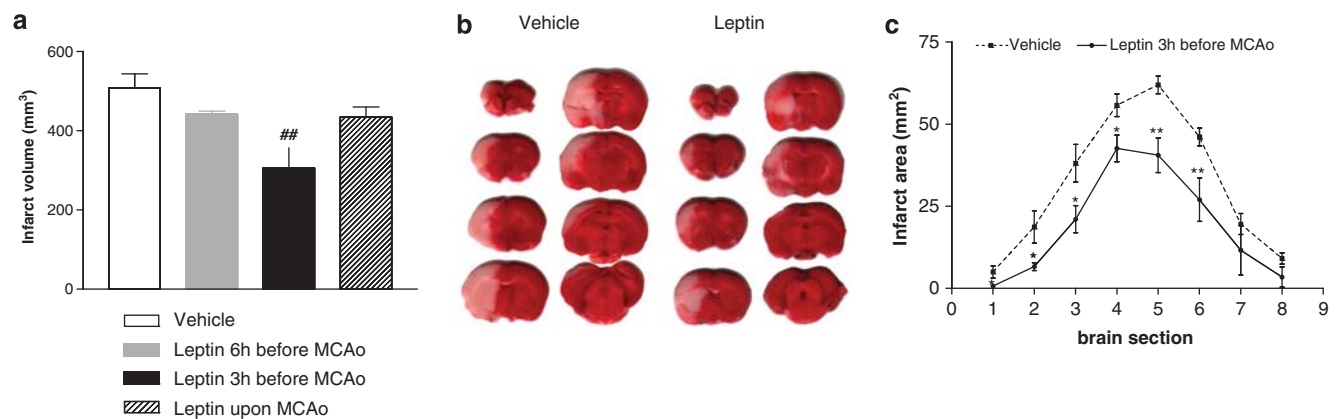 a
Infarct volume (mm³)
600
400
200
0
##
Vehicle
Leptin 6h before MCAo
Leptin 3h before MCAo
Leptin upon MCAo
b
Vehicle
Leptin
c
Infarct area (mm²)
75
50
25
0
Vehicle
Leptin 3h before MCAo
*
*
*
*
**
**
0 1 2 3 4 5 6 7 8 9
brain section